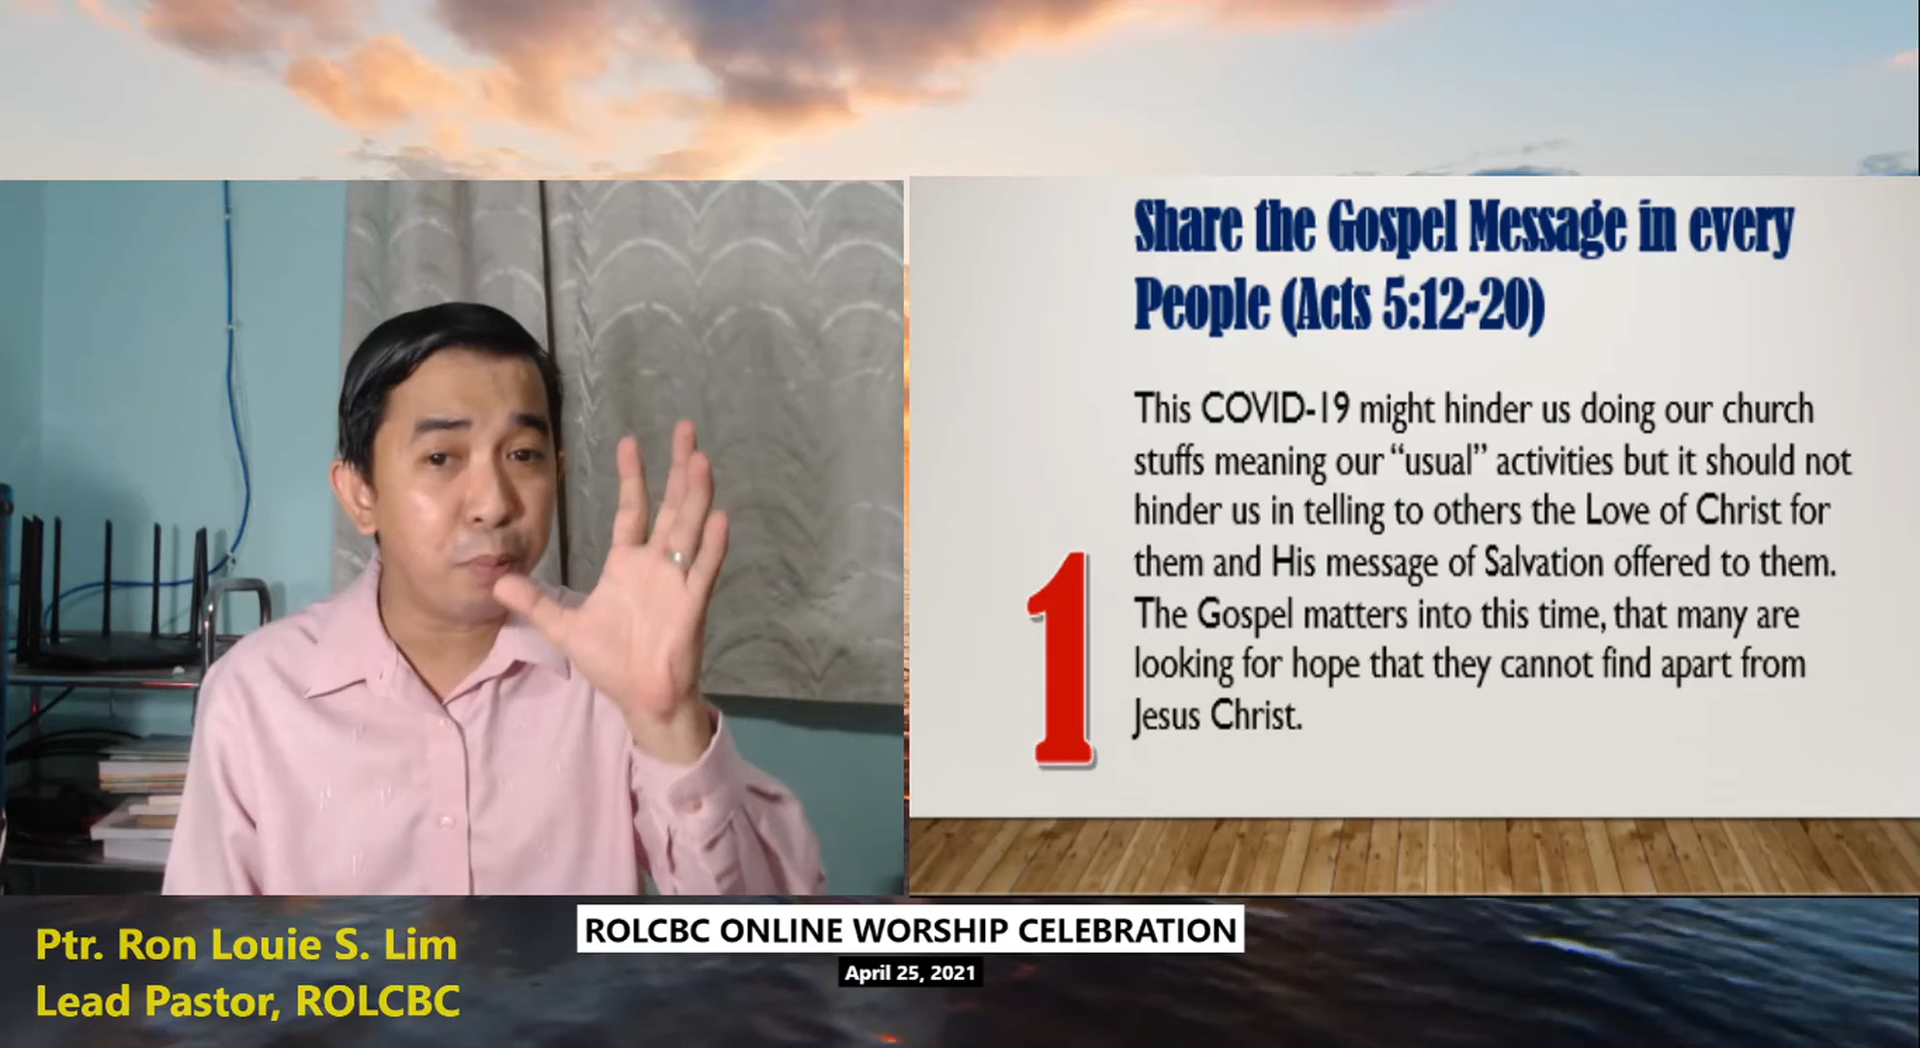 Share the Gospel Message in every
People (Acts 5:12-20)
This COVID-19 might hinder us doing our church
stuffs meaning our “usual” activities but it should not
hinder us in telling to others the Love of Christ for
them and His message of Salvation offered to them.
The Gospel matters into this time, that many are
looking for hope that they cannot find apart from
Jesus Christ.
1
ROLCBC ONLINE WORSHIP CELEBRATION
April 25, 2021
Ptr. Ron Louie S. Lim
Lead Pastor, ROLCBC